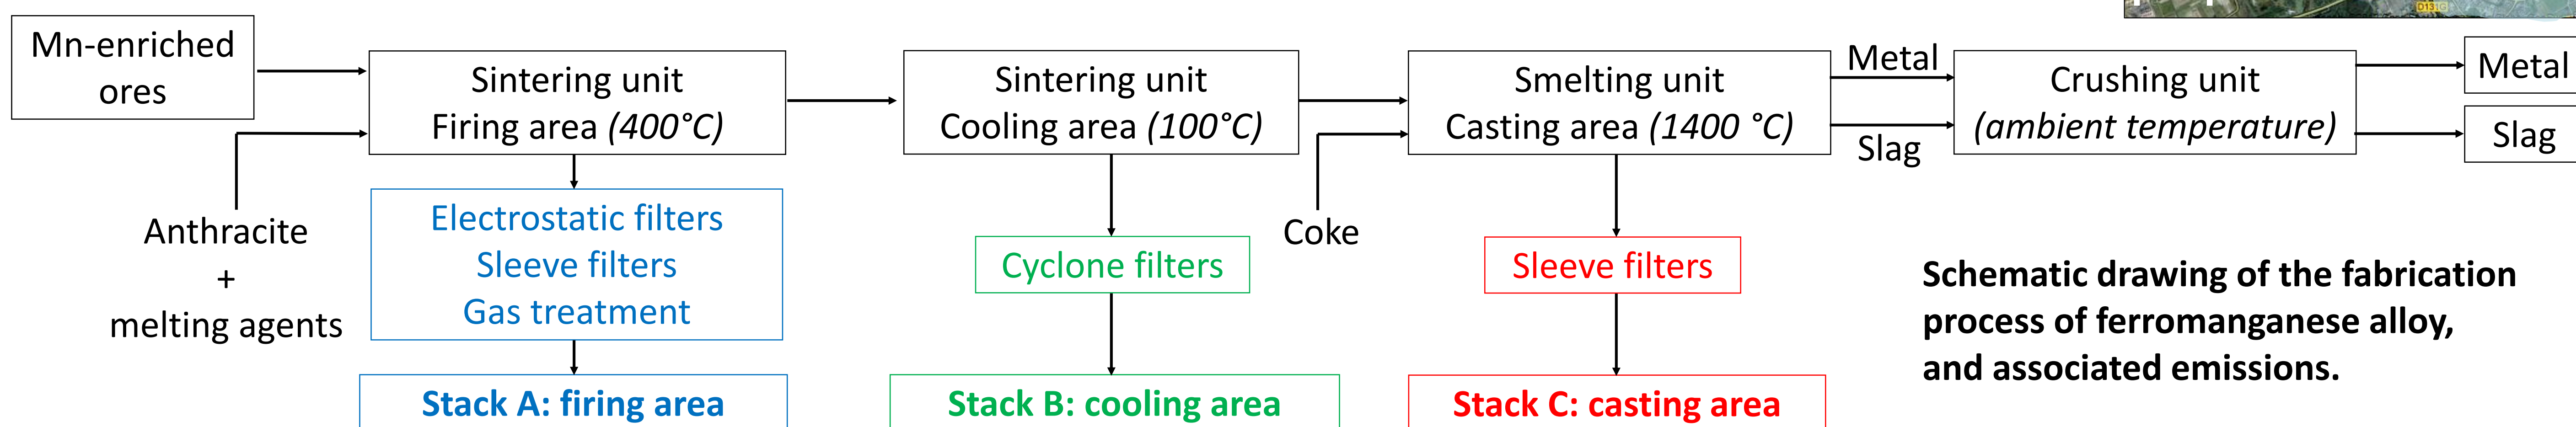 D131G
Mn-enriched
ores
Sintering unit
Firing area (400°C)
Sintering unit
Cooling area (100°C)
Smelting unit
Casting area (1400 °C)
Metal
Slag
Crushing unit
(ambient temperature)
Metal
Slag
Anthracite
+
melting agents
Electrostatic filters
Sleeve filters
Gas treatment
Cyclone filters
Coke
Sleeve filters
Schematic drawing of the fabrication
process of ferromanganese alloy,
and associated emissions.
Stack A: firing area
Stack B: cooling area
Stack C: casting area